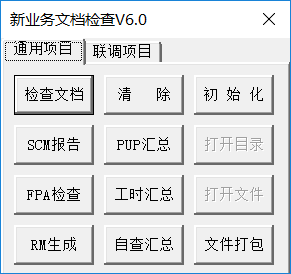 新业务文档检查V6.0
通用项目 联调项目
检查文档 清 除 初 始 化
SCM报告 PUP汇总 打开目录
FPA检查 工时汇总 打开文件
RM生成 自查汇总 文件打包